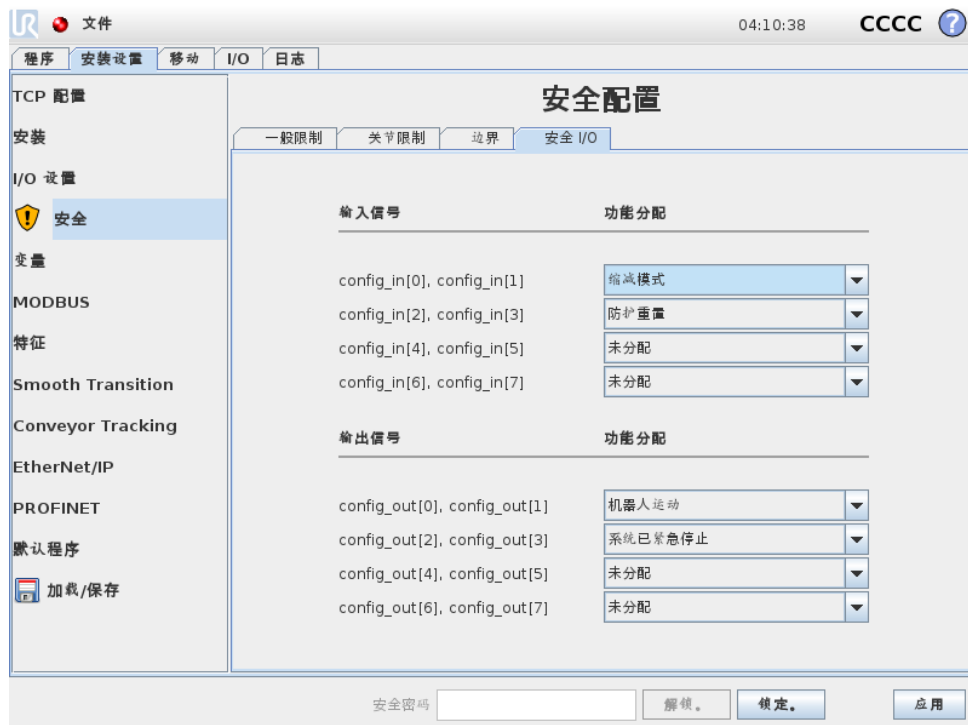 UR 文件 04:10:38 CCCC ?
程序 安装设置 移动 I/O 日志
TCP 配置
安装
I/O 设置
安全
变量
MODBUS
特征
Smooth Transition
Conveyor Tracking
EtherNet/IP
PROFINET
默认程序
加载/保存
安全配置
一般限制 关节限制 边界 安全 I/O
输入信号 功能分配
config_in[0], config_in[1] 缩减模式
config_in[2], config_in[3] 防护重置
config_in[4], config_in[5] 未分配
config_in[6], config_in[7] 未分配
输出信号 功能分配
config_out[0], config_out[1] 机器人运动
config_out[2], config_out[3] 系统已紧急停止
config_out[4], config_out[5] 未分配
config_out[6], config_out[7] 未分配
安全密码 解锁。 锁定。 应用